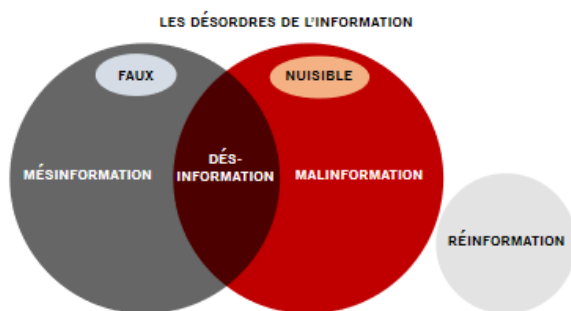 LES DÉSORDRES DE L'INFORMATION
FAUX
NUISIBLE
MÉSINFORMATION
DÉS-
INFORMATION
MALINFORMATION
RÉINFORMATION